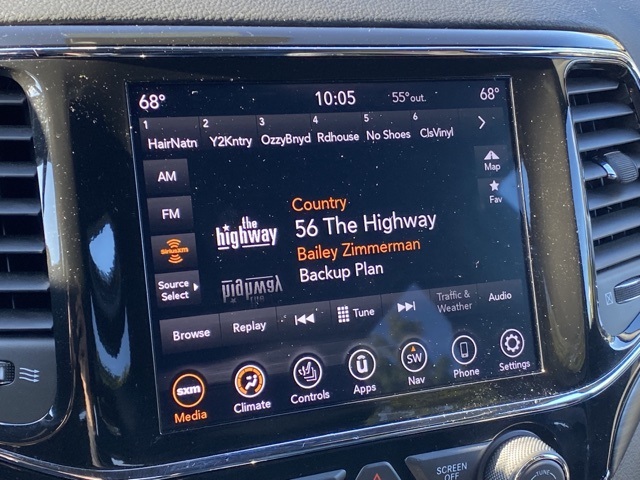 68° 10:05 55°out. 68°
1 HairNatn 2 Y2Kntry 3 OzzyBnyd 4 Rdhouse 5 No Shoes 6 ClsVinyl
AM
FM
SiriusXM
Source
Select
the
highway
Country
56 The Highway
Bailey Zimmerman
Backup Plan
Map
Fav
Browse Replay Tune Traffic &
Weather Audio
sxm
Media
Climate
Controls
U
Apps
SW
Nav
Phone
Settings
SCREEN
OFF
TUNE